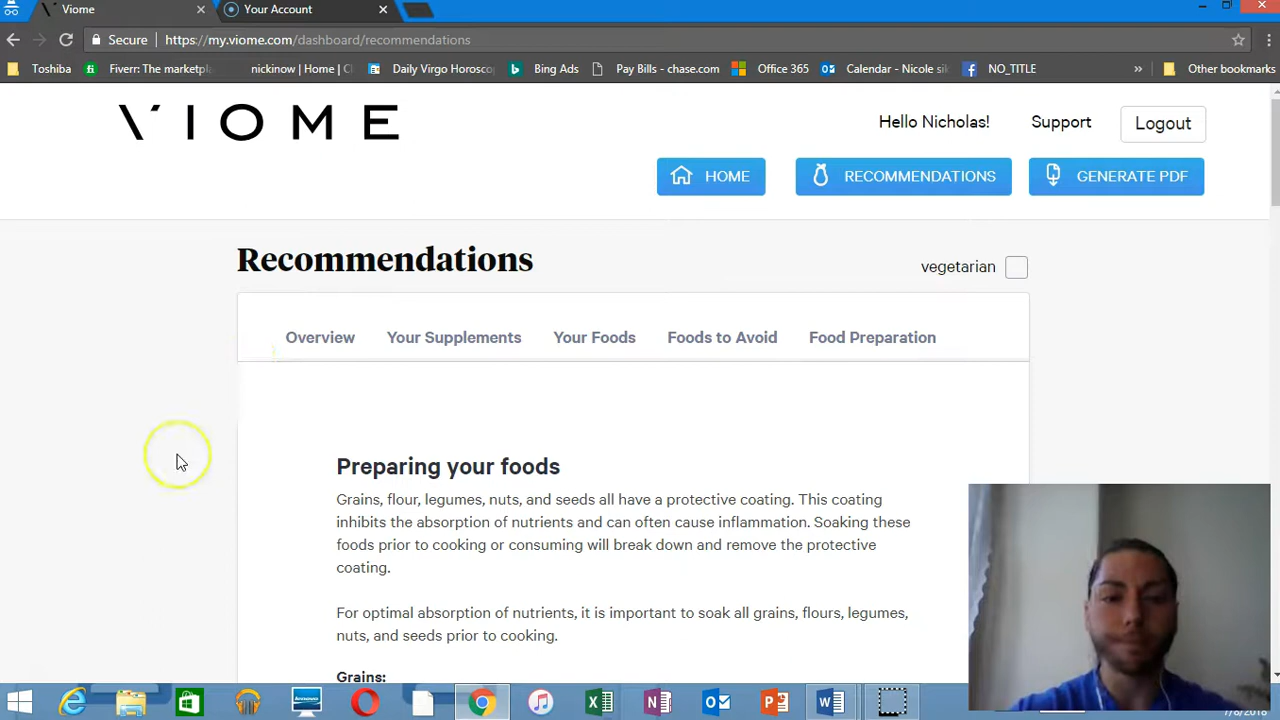 Viome
Your Account
Secure
https://my.viome.com/dashboard/recommendations
Toshiba
Fiverr: The marketpl
nickinow | Home | C
Daily Virgo Horosco
Bing Ads
Pay Bills - chase.com
Office 365
Calendar - Nicole sil
NO_TITLE
»
Other bookmarks
VIOME
Hello Nicholas!
Support
Logout
HOME
RECOMMENDATIONS
GENERATE PDF
Recommendations
vegetarian
Overview
Your Supplements
Your Foods
Foods to Avoid
Food Preparation
Preparing your foods
Grains, flour, legumes, nuts, and seeds all have a protective coating. This coating
inhibits the absorption of nutrients and can often cause inflammation. Soaking these
foods prior to cooking or consuming will break down and remove the protective
coating.
For optimal absorption of nutrients, it is important to soak all grains, flours, legumes,
nuts, and seeds prior to cooking.
Grains:
7/8/2018